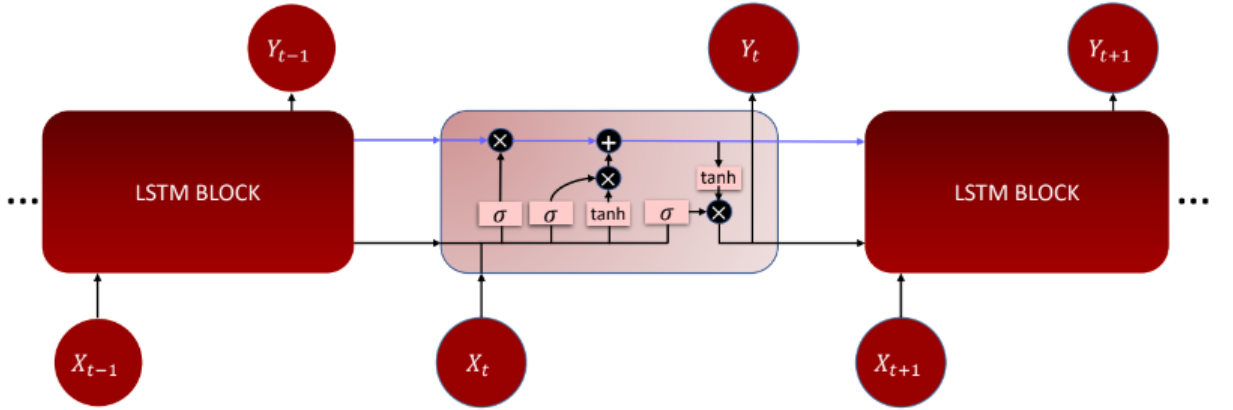 Y_{t-1}
Y_t
Y_{t+1}
LSTM BLOCK
× +
×
tanh
σ σ tanh σ ×
LSTM BLOCK
...
...
X_{t-1}
X_t
X_{t+1}